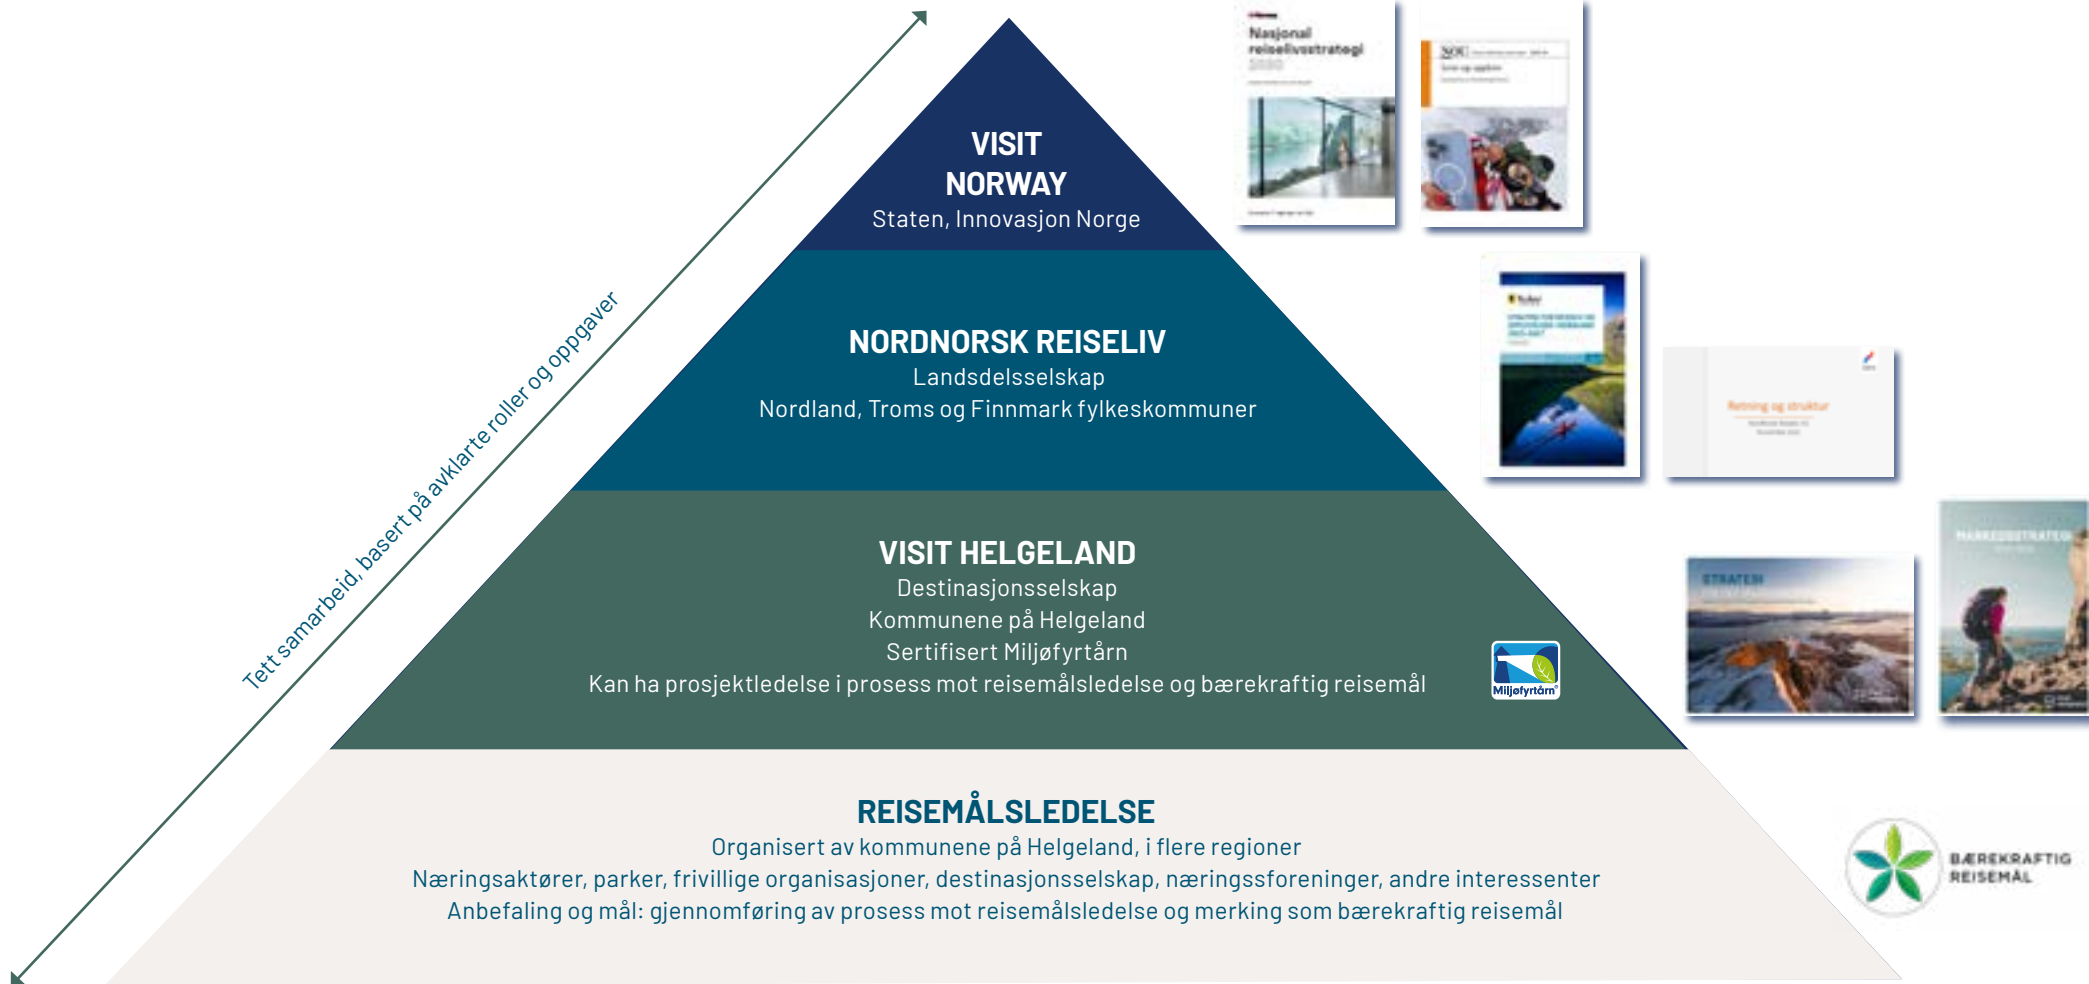 VISIT
NORWAY
Staten, Innovasjon Norge
NORDNORSK REISELIV
Landsdelsselskap
Nordland, Troms og Finnmark fylkeskommuner
VISIT HELGELAND
Destinasjonsselskap
Kommunene på Helgeland
Sertifisert Miljøfyrtårn
Kan ha prosjektledelse i prosess mot reisemålsledelse og bærekraftig reisemål
Miljøfyrtårn
REISEMÅLSLEDELSE
Organisert av kommunene på Helgeland, i flere regioner
Næringsaktører, parker, frivillige organisasjoner, destinasjonsselskap, næringssforeninger, andre interessenter
Anbefaling og mål: gjennomføring av prosess mot reisemålsledelse og merking som bærekraftig reisemål
Tett samarbeid, basert på avklarte roller og oppgaver
Nasjonal
reiselivsstrategi
2030
NOU
Retning og struktur
STRATEGI
MARKEDSSTRATEGI
BÆREKRAFTIG
REISEMÅL